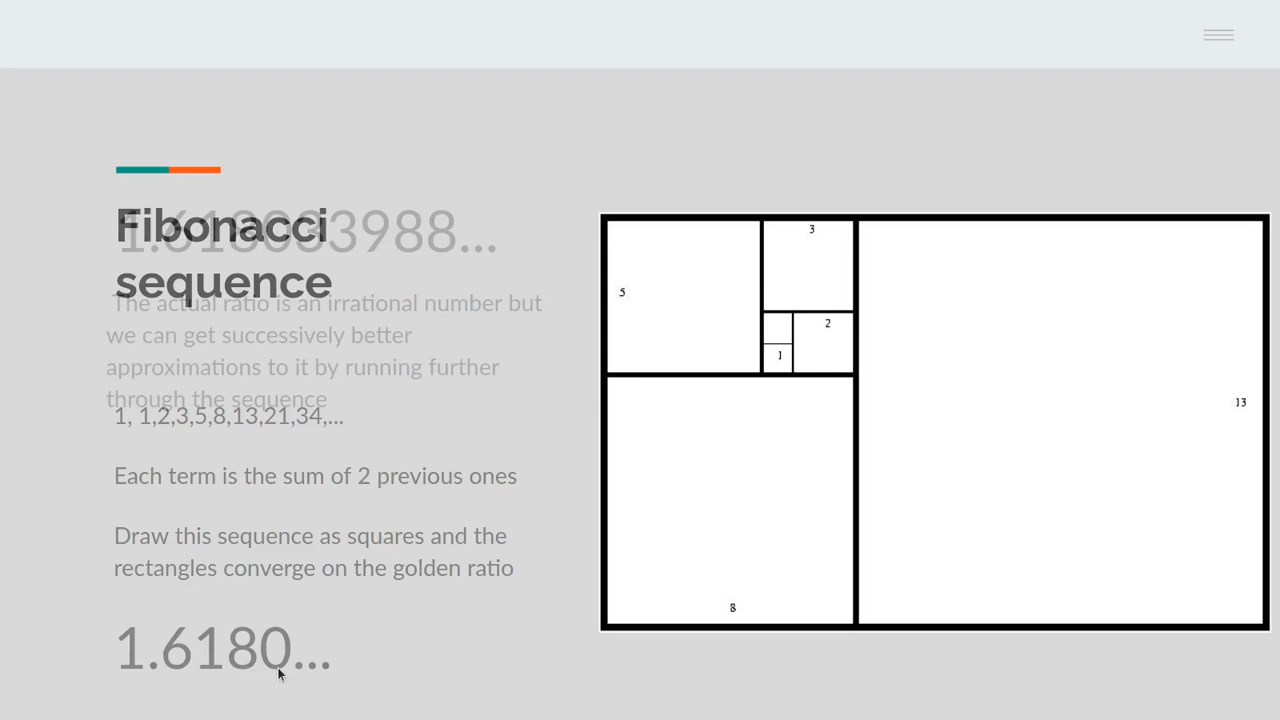 Fibonacci
sequence
1.618033988...
The actual ratio is an irrational number but
we can get successively better
approximations to it by running further
through the sequence
1, 1,2,3,5,8,13,21,34,...
Each term is the sum of 2 previous ones
Draw this sequence as squares and the
rectangles converge on the golden ratio
1.6180...
3
5
2
1
13
8